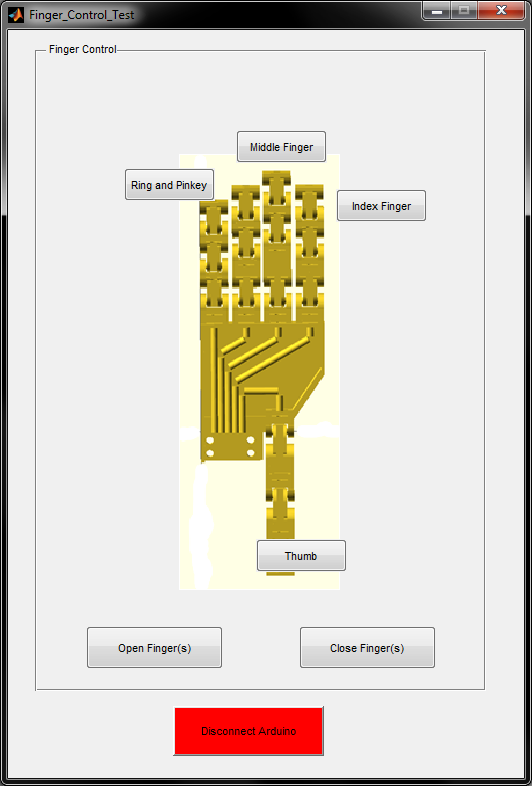 Finger_Control_Test
Finger Control
Middle Finger
Ring and Pinkey
Index Finger
Thumb
Open Finger(s)
Close Finger(s)
Disconnect Arduino